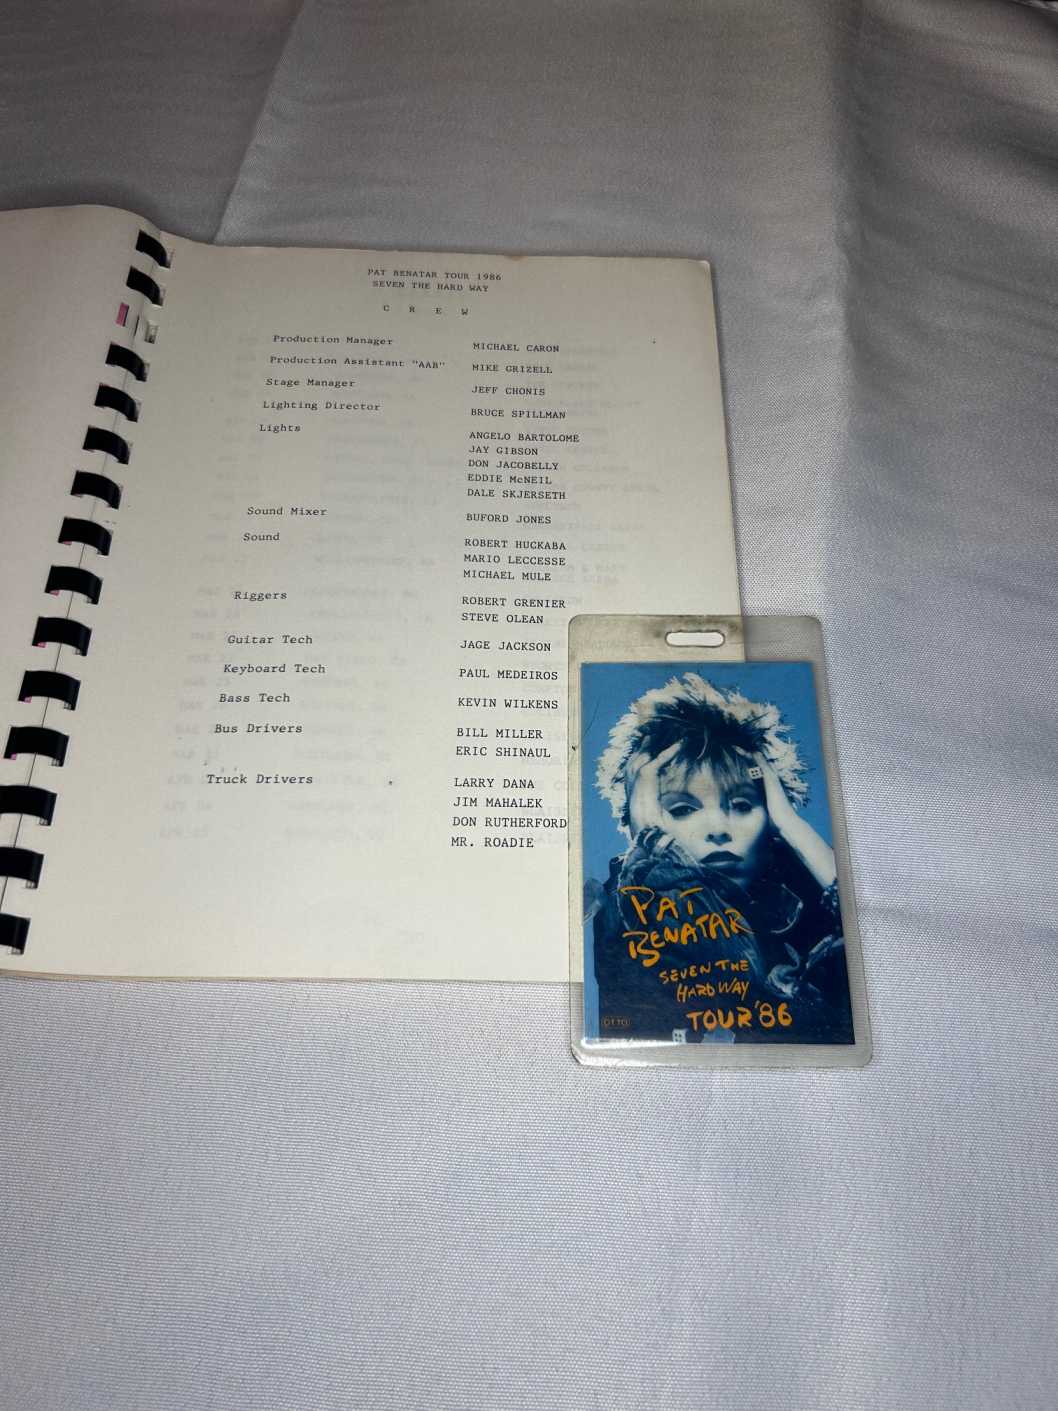 PAT BENATAR TOUR 1986
SEVEN THE HARD WAY
C R E W
Production Manager MICHAEL CARON
Production Assistant "AAB" MIKE GRIZELL
Stage Manager JEFF CHONIS
Lighting Director BRUCE SPILLMAN
Lights ANGELO BARTOLOME
JAY GIBSON
DON JACOBELLY
EDDIE McNEIL
DALE SKJERSETH
Sound Mixer BUFORD JONES
Sound ROBERT HUCKABA
MARIO LECCESSE
MICHAEL MULE
Riggers ROBERT GRENIER
STEVE OLEAN
Guitar Tech JAGE JACKSON
Keyboard Tech PAUL MEDEIROS
Bass Tech KEVIN WILKENS
Bus Drivers BILL MILLER
ERIC SHINAUL
Truck Drivers LARRY DANA
JIM MAHALEK
DON RUTHERFORD
MR. ROADIE
PAT
BENATAR
SEVEN THE
HARD WAY
TOUR '86
OTTO